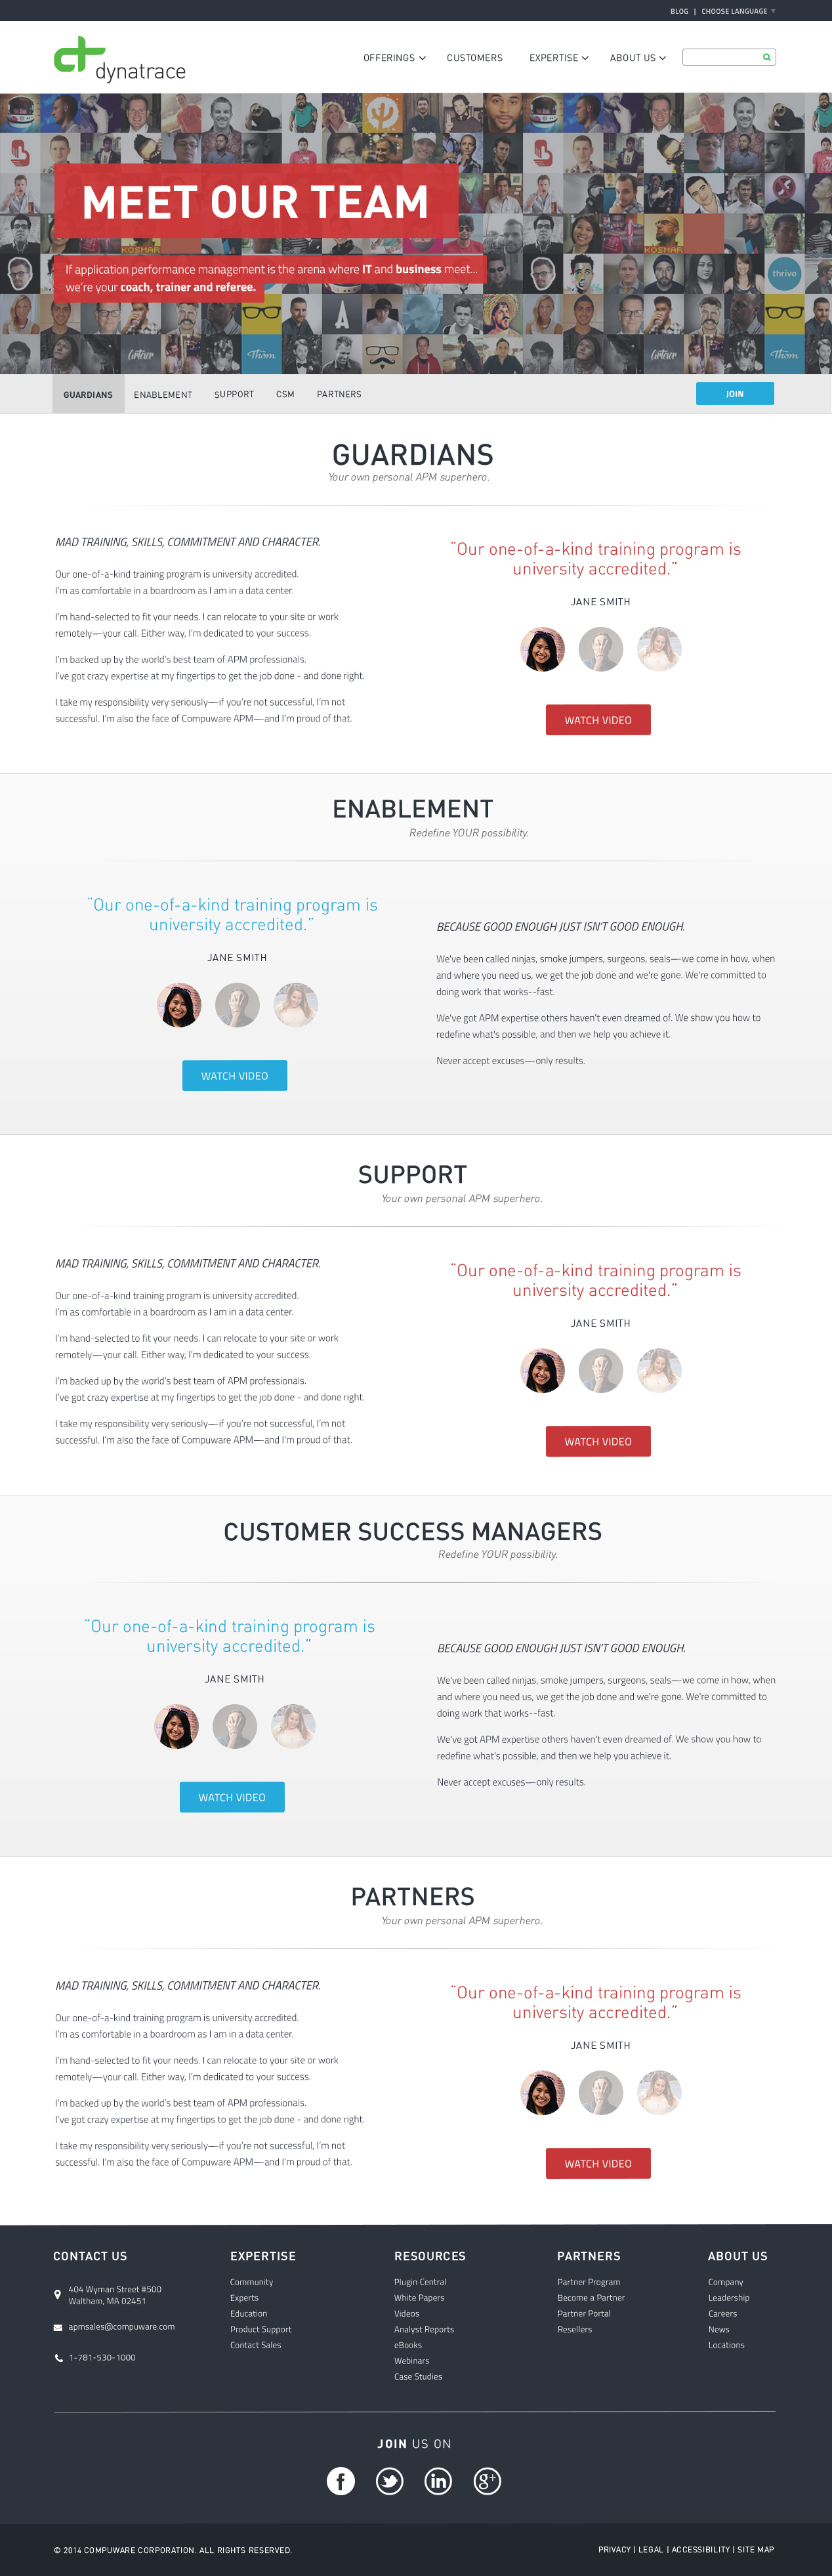 BLOG | CHOOSE LANGUAGE
dynatrace
OFFERINGS CUSTOMERS EXPERTISE ABOUT US
MEET OUR TEAM
If application performance management is the arena where IT and business meet...
we're your coach, trainer and referee.
KOSMAR
KOSMAR
thrive
Thom
Thom
GUARDIANS ENABLEMENT SUPPORT CSM PARTNERS JOIN
GUARDIANS
Your own personal APM superhero.
MAD TRAINING, SKILLS, COMMITMENT AND CHARACTER.
Our one-of-a-kind training program is university accredited.
I'm as comfortable in a boardroom as I am in a data center.
I'm hand-selected to fit your needs. I can relocate to your site or work
remotely—-your call. Either way, I'm dedicated to your success.
I'm backed up by the world's best team of APM professionals.
I've got crazy expertise at my fingertips to get the job done - and done right.
I take my responsibility very seriously—-if you're not successful, I'm not
successful. I'm also the face of Compuware APM—-and I'm proud of that.
"Our one-of-a-kind training program is
university accredited."
JANE SMITH
WATCH VIDEO
ENABLEMENT
Redefine YOUR possibility.
"Our one-of-a-kind training program is
university accredited."
JANE SMITH
WATCH VIDEO
BECAUSE GOOD ENOUGH JUST ISN'T GOOD ENOUGH.
We've been called ninjas, smoke jumpers, surgeons, seals—-we come in how, when
and where you need us, we get the job done and we're gone. We're committed to
doing work that works--fast.
We've got APM expertise others haven't even dreamed of. We show you how to
redefine what's possible, and then we help you achieve it.
Never accept excuses—-only results.
SUPPORT
Your own personal APM superhero.
MAD TRAINING, SKILLS, COMMITMENT AND CHARACTER.
Our one-of-a-kind training program is university accredited.
I'm as comfortable in a boardroom as I am in a data center.
I'm hand-selected to fit your needs. I can relocate to your site or work
remotely—-your call. Either way, I'm dedicated to your success.
I'm backed up by the world's best team of APM professionals.
I've got crazy expertise at my fingertips to get the job done - and done right.
I take my responsibility very seriously—-if you're not successful, I'm not
successful. I'm also the face of Compuware APM—-and I'm proud of that.
"Our one-of-a-kind training program is
university accredited."
JANE SMITH
WATCH VIDEO
CUSTOMER SUCCESS MANAGERS
Redefine YOUR possibility.
"Our one-of-a-kind training program is
university accredited."
JANE SMITH
WATCH VIDEO
BECAUSE GOOD ENOUGH JUST ISN'T GOOD ENOUGH.
We've been called ninjas, smoke jumpers, surgeons, seals—-we come in how, when
and where you need us, we get the job done and we're gone. We're committed to
doing work that works--fast.
We've got APM expertise others haven't even dreamed of. We show you how to
redefine what's possible, and then we help you achieve it.
Never accept excuses—-only results.
PARTNERS
Your own personal APM superhero.
MAD TRAINING, SKILLS, COMMITMENT AND CHARACTER.
Our one-of-a-kind training program is university accredited.
I'm as comfortable in a boardroom as I am in a data center.
I'm hand-selected to fit your needs. I can relocate to your site or work
remotely—-your call. Either way, I'm dedicated to your success.
I'm backed up by the world's best team of APM professionals.
I've got crazy expertise at my fingertips to get the job done - and done right.
I take my responsibility very seriously—-if you're not successful, I'm not
successful. I'm also the face of Compuware APM—-and I'm proud of that.
"Our one-of-a-kind training program is
university accredited."
JANE SMITH
WATCH VIDEO
CONTACT US
404 Wyman Street #500
Waltham, MA 02451
apmsales@compuware.com
1-781-530-1000
EXPERTISE
Community
Experts
Education
Product Support
Contact Sales
RESOURCES
Plugin Central
White Papers
Videos
Analyst Reports
eBooks
Webinars
Case Studies
PARTNERS
Partner Program
Become a Partner
Partner Portal
Resellers
ABOUT US
Company
Leadership
Careers
News
Locations
JOIN US ON
f in g+
© 2014 COMPUWARE CORPORATION. ALL RIGHTS RESERVED.
PRIVACY | LEGAL | ACCESSIBILITY | SITE MAP